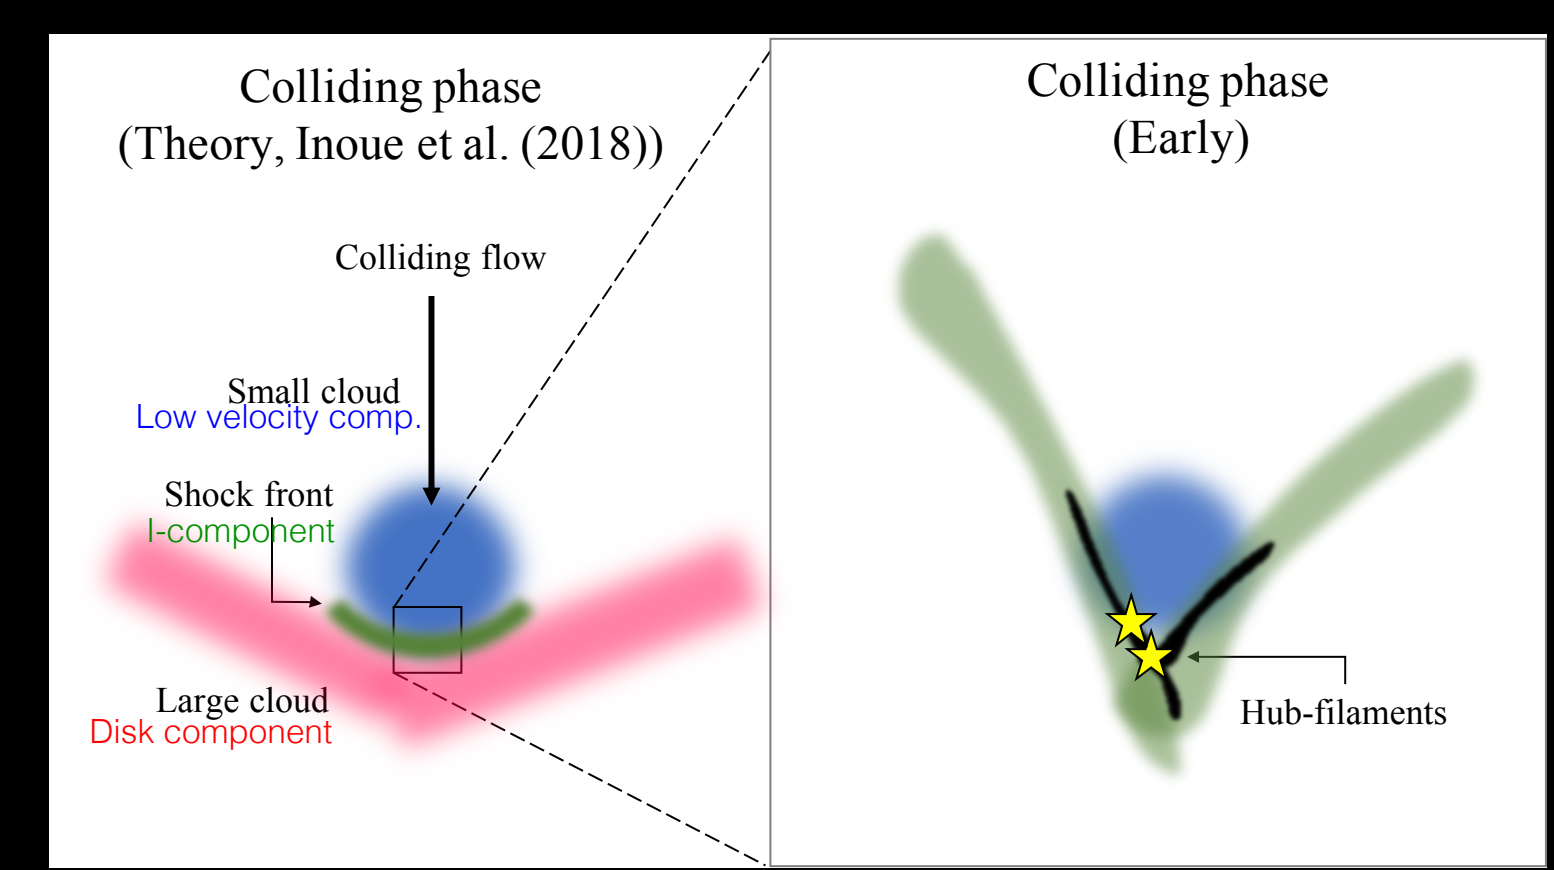 Colliding phase
(Theory, Inoue et al. (2018))
Colliding flow
Small cloud
Low velocity comp.
Shock front
I-component
Large cloud
Disk component
Colliding phase
(Early)
Hub-filaments